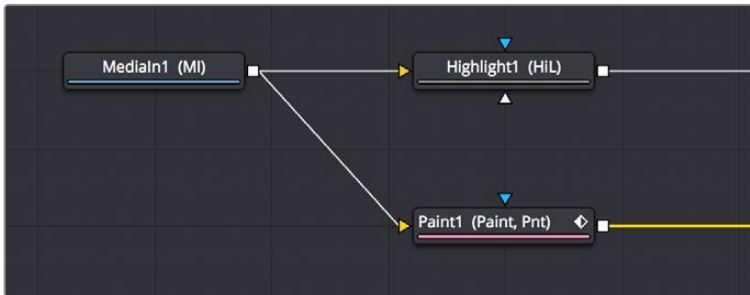 MediaIn1 (MI)
Highlight1 (HiL)
Paint1 (Paint, Pnt)